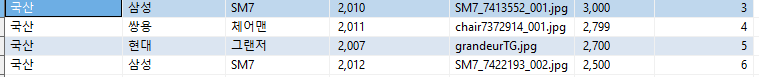 국산 삼성 SM7 2,010 SM7_7413552_001.jpg 3,000 3
국산 쌍용 체어맨 2,011 chair7372914_001.jpg 2,799 4
국산 현대 그랜저 2,007 grandeurTG.jpg 2,700 5
국산 삼성 SM7 2,012 SM7_7422193_002.jpg 2,500 6